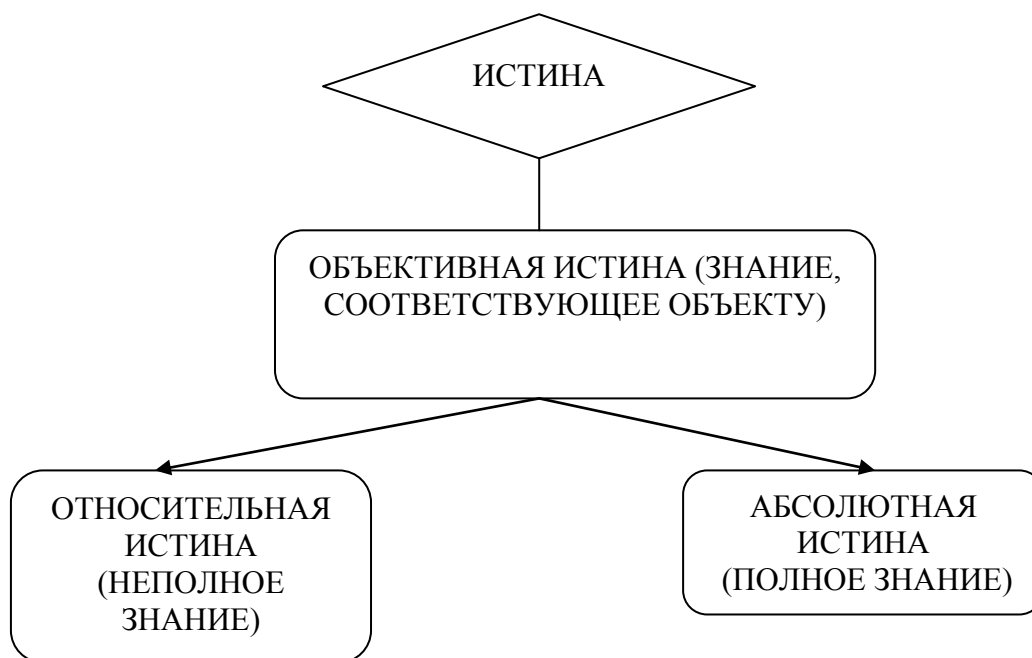 ИСТИНА
ОБЪЕКТИВНАЯ ИСТИНА (ЗНАНИЕ,
СООТВЕТСТВУЮЩЕЕ ОБЪЕКТУ)
ОТНОСИТЕЛЬНАЯ
ИСТИНА
(НЕПОЛНОЕ
ЗНАНИЕ)
АБСОЛЮТНАЯ
ИСТИНА
(ПОЛНОЕ ЗНАНИЕ)